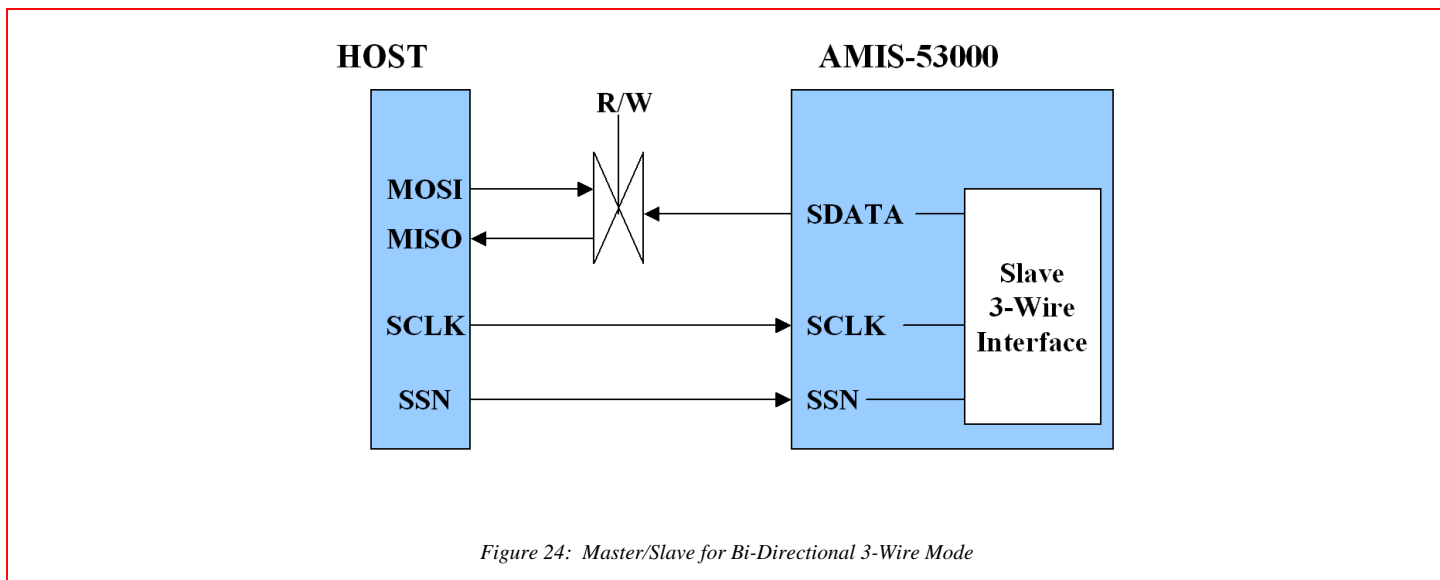 HOST
AMIS-53000
R/W
MOSI
MISO
SCLK
SSN
SDATA
SCLK
SSN
Slave
3-Wire
Interface
Figure 24: Master/Slave for Bi-Directional 3-Wire Mode